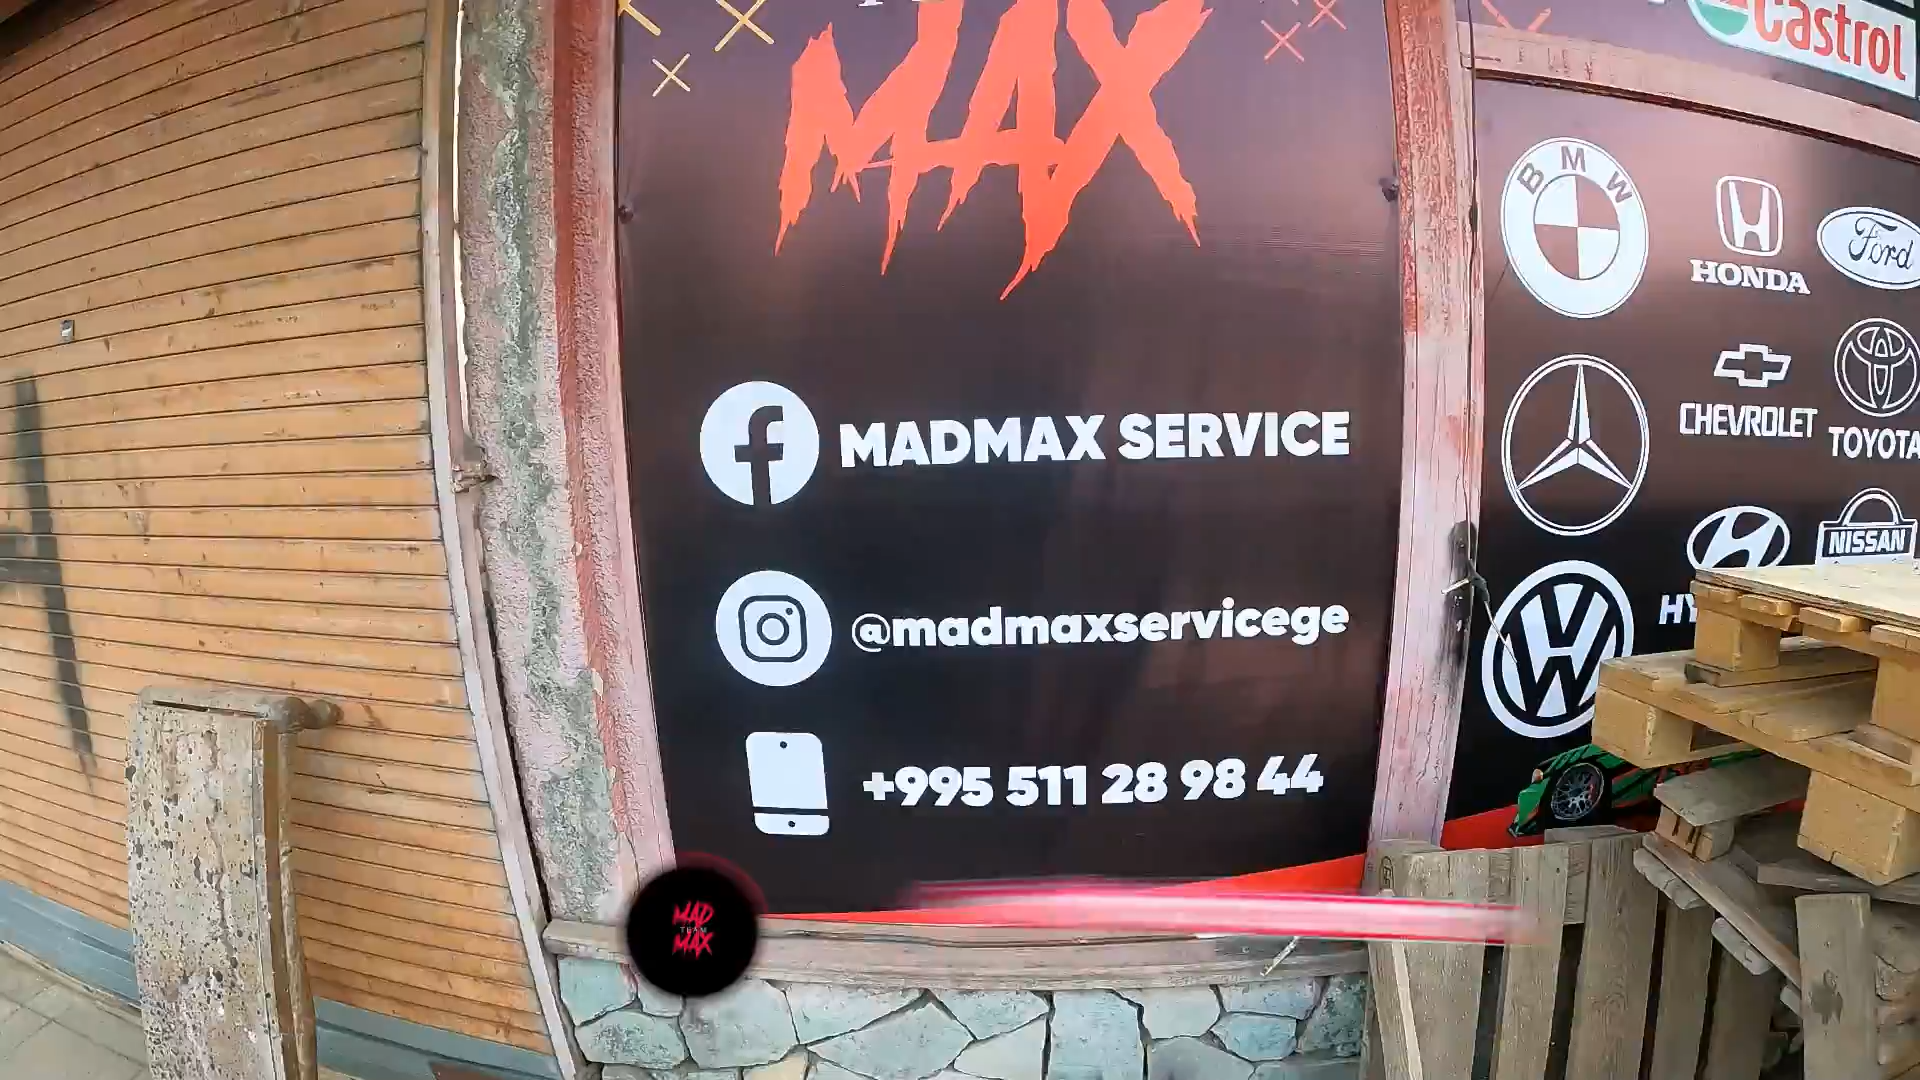 MAX
MADMAX SERVICE
@madmaxservicege
+995 511 28 98 44
Castrol
BMW
HONDA
Ford
CHEVROLET
TOYOTA
NISSAN
HY
MAD
TEAM
MAX